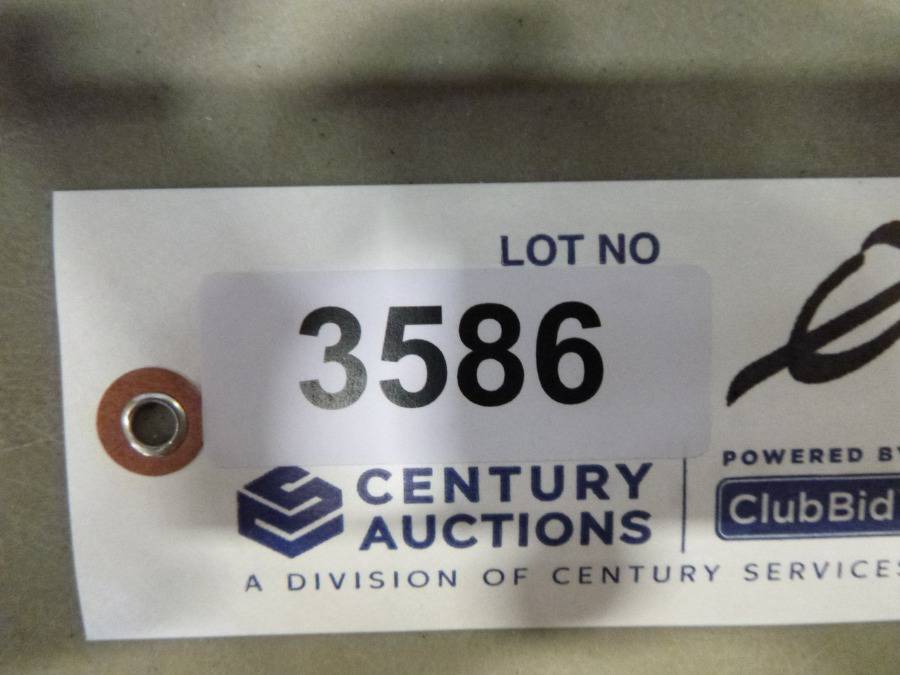 LOT NO
3586
CENTURY
AUCTIONS
POWERED BY
ClubBid
A DIVISION OF CENTURY SERVICES